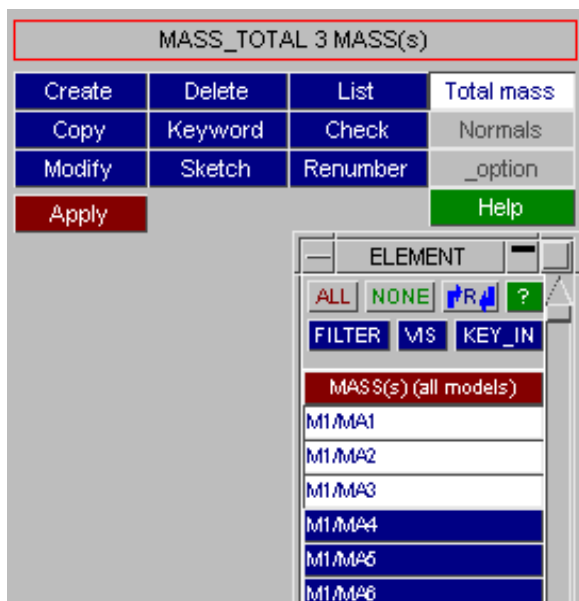 MASS_TOTAL 3 MASS(s)
Create Delete List Total mass
Copy Keyword Check Normals
Modify Sketch Renumber _option
Apply Help
ELEMENT
ALL NONE R ?
FILTER VIS KEY_IN
MASS(s) (all models)
M1/MA1
M1/MA2
M1/MA3
M1/MA4
M1/MA5
M1/MA6